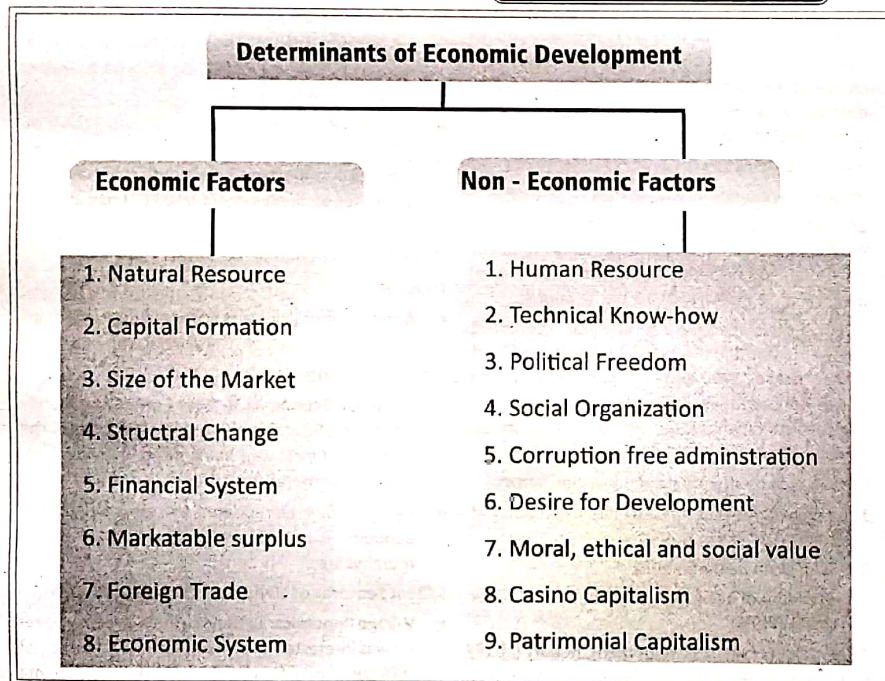 Determinants of Economic Development
Economic Factors
1. Natural Resource
2. Capital Formation
3. Size of the Market
4. Structral Change
5. Financial System
6. Markatable surplus
7. Foreign Trade
8. Economic System
Non - Economic Factors
1. Human Resource
2. Technical Know-how
3. Political Freedom
4. Social Organization
5. Corruption free adminstration
6. Desire for Development
7. Moral, ethical and social value
8. Casino Capitalism
9. Patrimonial Capitalism